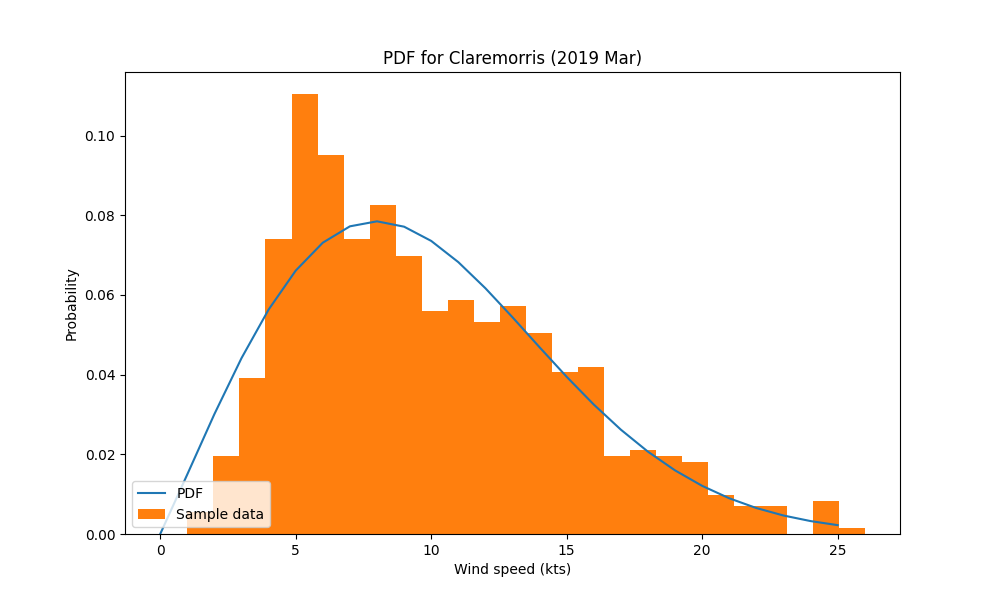 PDF for Claremorris (2019 Mar)
0.10
0.08
0.06
0.04
0.02
0.00
Probability
PDF
Sample data
0 5 10 15 20 25
Wind speed (kts)